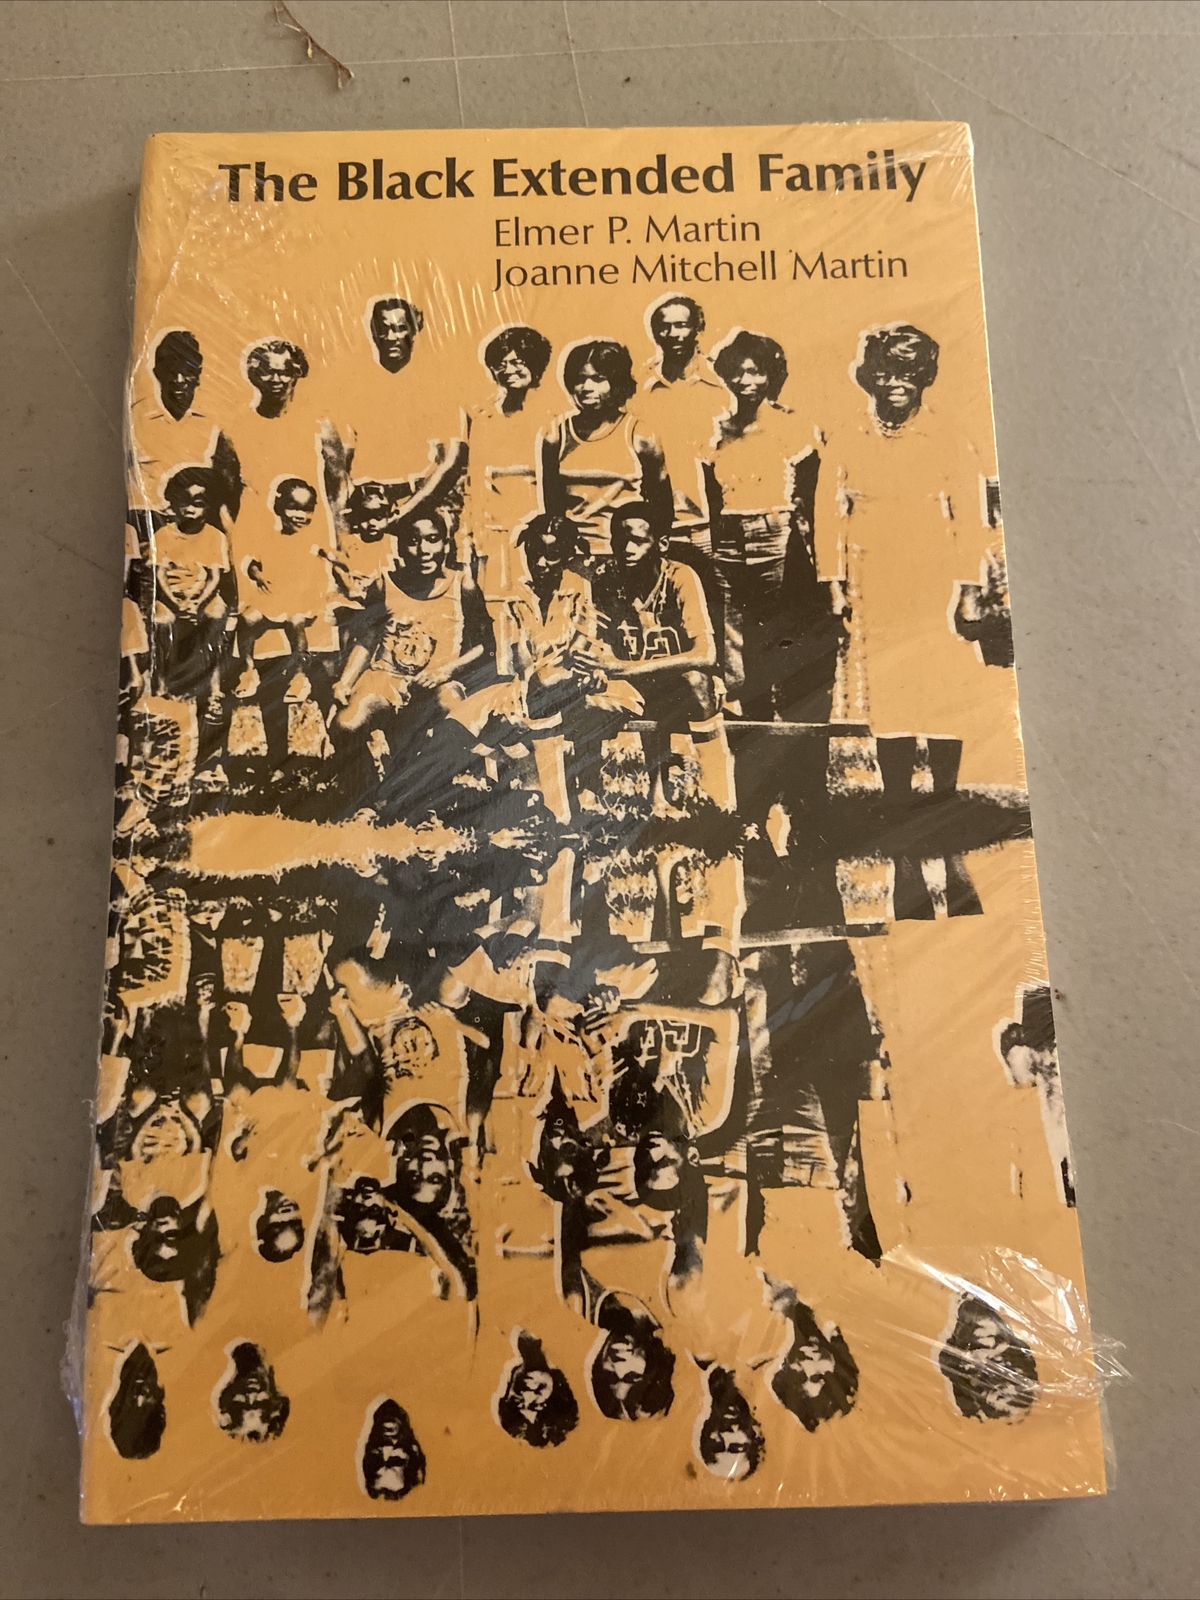 The Black Extended Family
Elmer P. Martin
Joanne Mitchell Martin